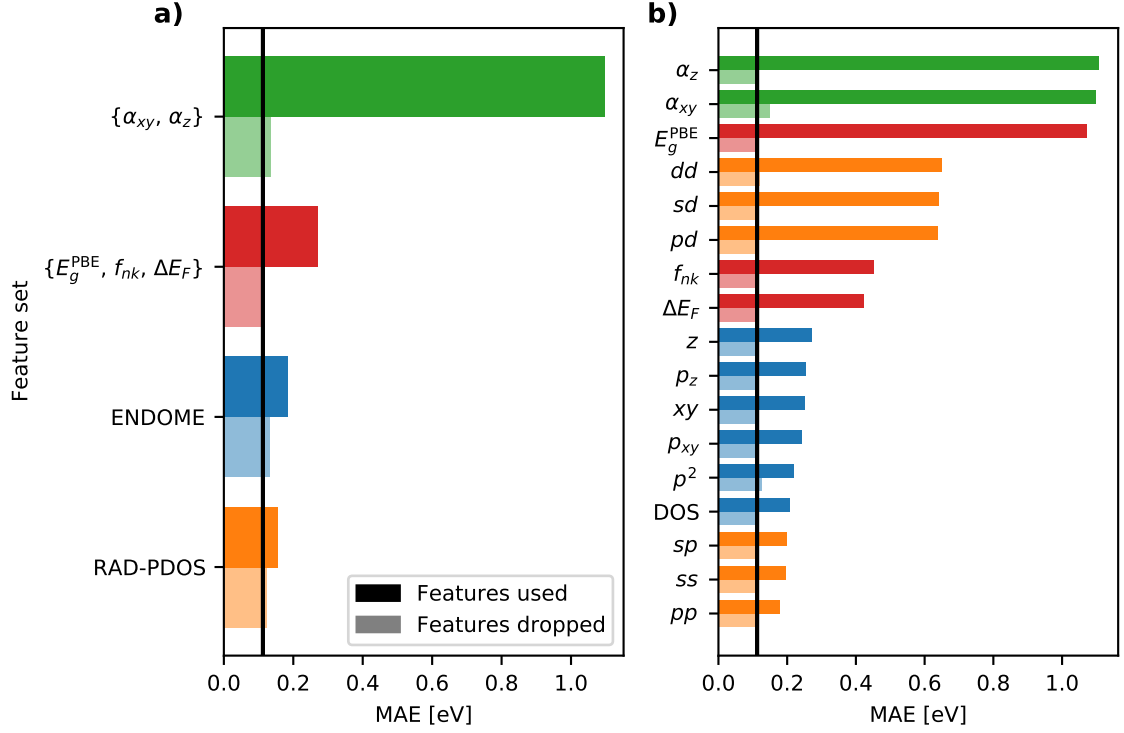 a)
Feature set
{α_xy, α_z}
{E_g^PBE, f_nk, ΔE_F}
ENDOME
RAD-PDOS
Features used
Features dropped
0.0 0.2 0.4 0.6 0.8 1.0
MAE [eV]
b)
α_z
α_xy
E_g^PBE
dd
sd
pd
f_nk
ΔE_F
z
p_z
xy
p_xy
p²
DOS
sp
ss
pp
0.0 0.2 0.4 0.6 0.8 1.0
MAE [eV]